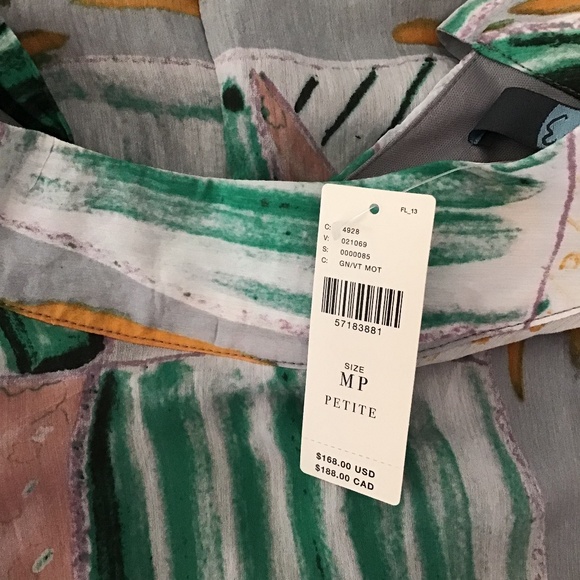 FL_13
C: 4928
V: 021069
S: 0000085
C: GN/VT MOT
57183881
SIZE
MP
PETITE
$168.00 USD
$188.00 CAD